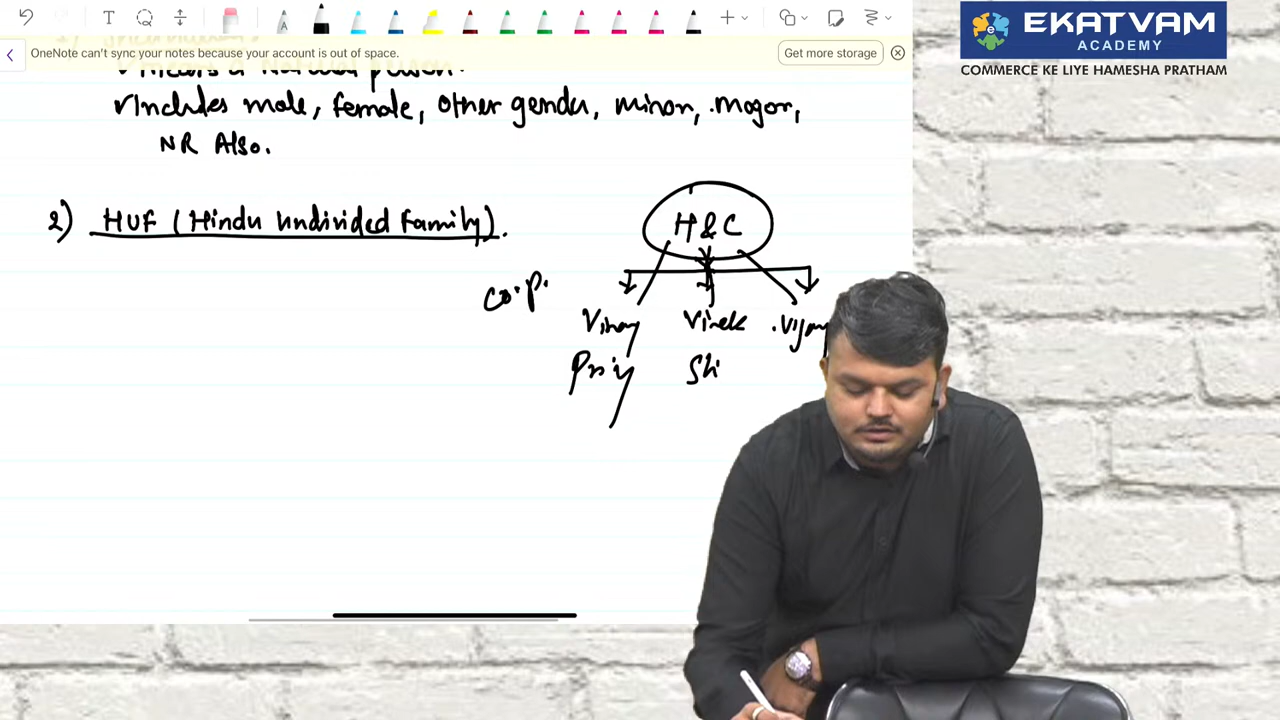 EKATVAM
ACADEMY
COMMERCE KE LIYE HAMESHA PRATHAM
OneNote can't sync your notes because your account is out of space.
Get more storage
Includes male, female, other gender, minor, major,
NR Also.
2) HUF (Hindu Undivided Family).
H & C
Co.P.
Vinay Vivek Vijay